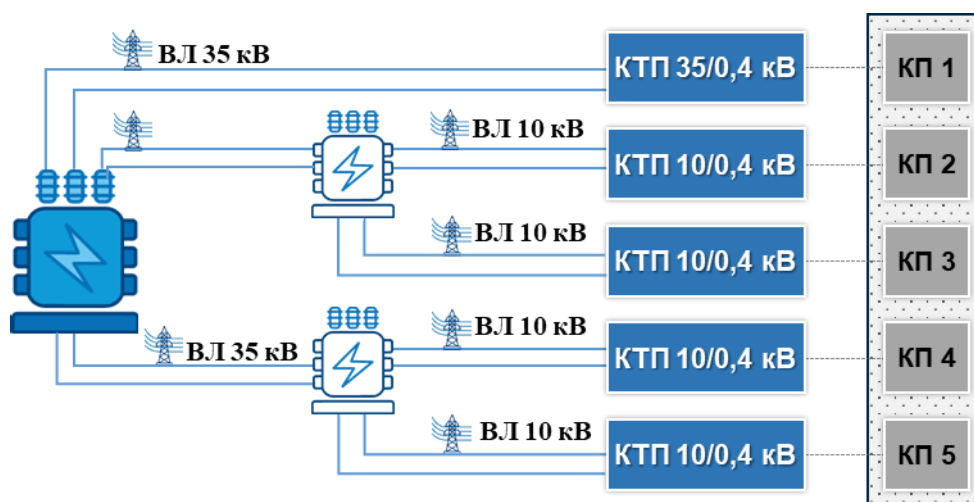 ВЛ 35 кВ
КТП 35/0,4 кВ
КП 1
ВЛ 10 кВ
КТП 10/0,4 кВ
КП 2
ВЛ 10 кВ
КТП 10/0,4 кВ
КП 3
ВЛ 35 кВ
ВЛ 10 кВ
КТП 10/0,4 кВ
КП 4
ВЛ 10 кВ
КТП 10/0,4 кВ
КП 5